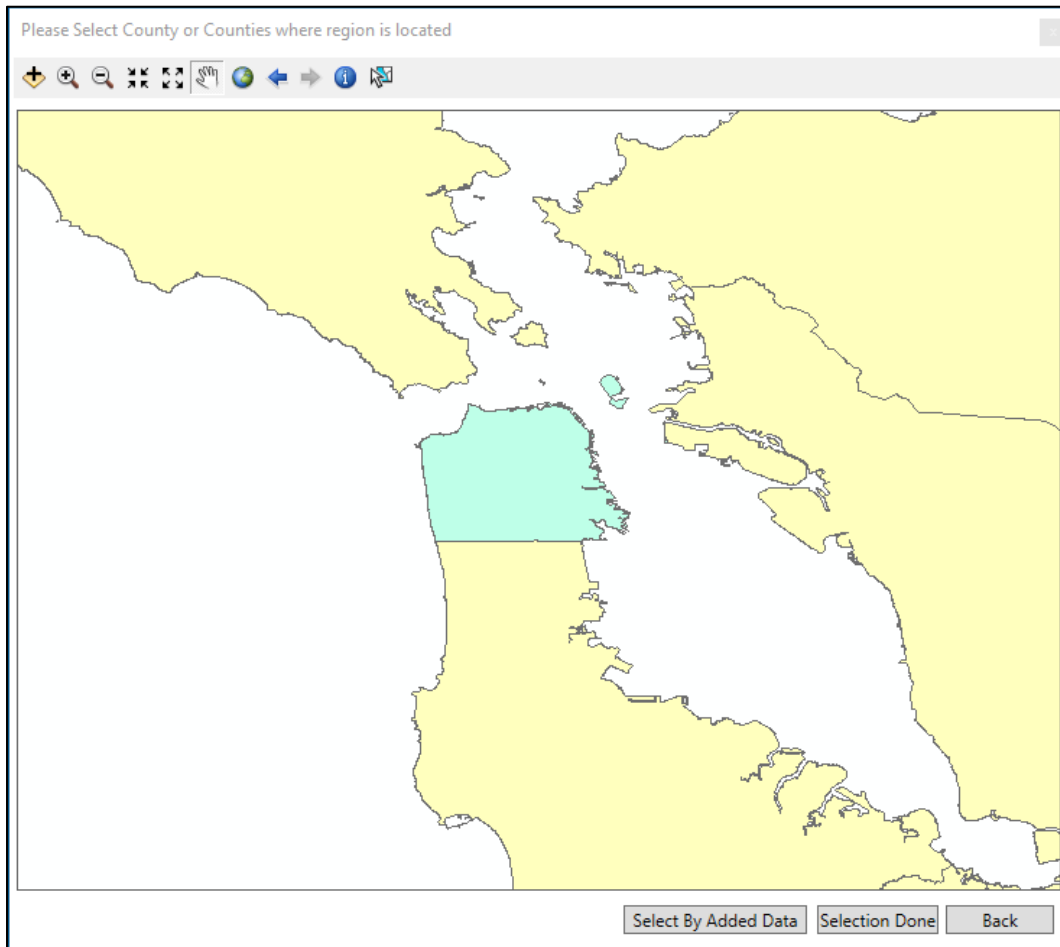 Please Select County or Counties where region is located
Select By Added Data
Selection Done
Back